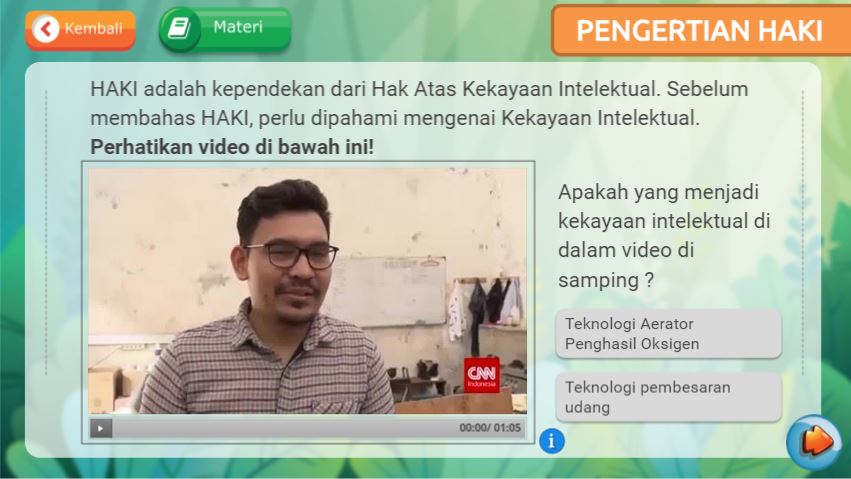 Kembali
Materi
PENGERTIAN HAKI
HAKI adalah kependekan dari Hak Atas Kekayaan Intelektual. Sebelum
membahas HAKI, perlu dipahami mengenai Kekayaan Intelektual.
Perhatikan video di bawah ini!
CNN
Indonesia
00:00/ 01:05
i
Apakah yang menjadi
kekayaan intelektual di
dalam video di
samping ?
Teknologi Aerator
Penghasil Oksigen
Teknologi pembesaran
udang